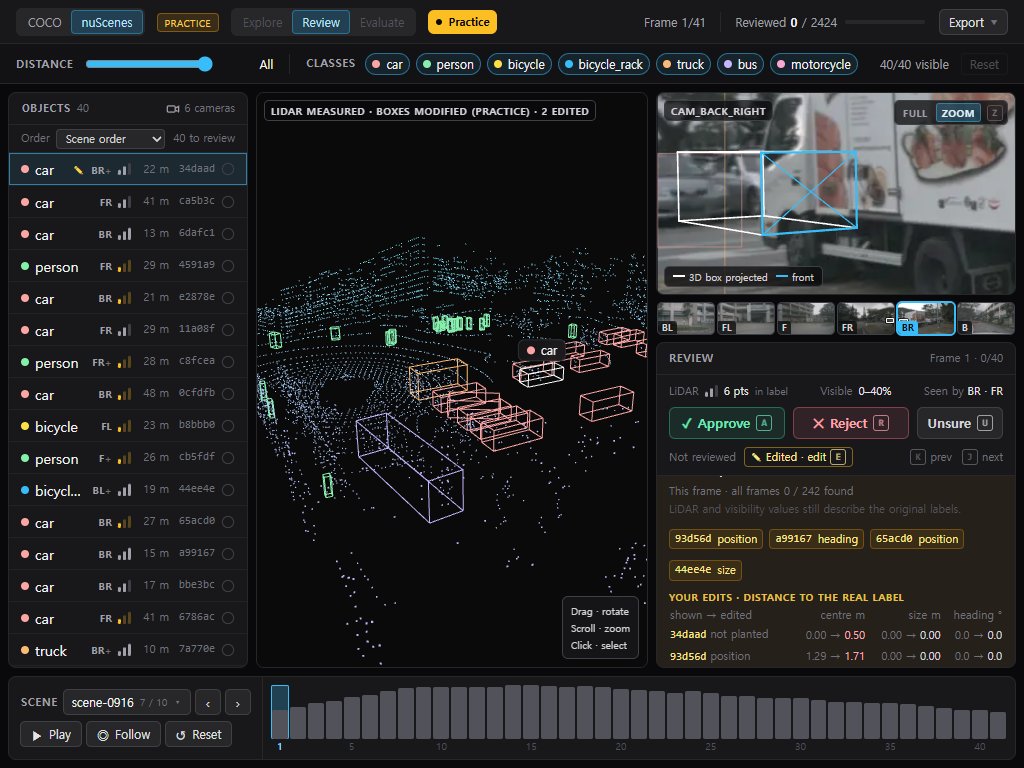 COCO nuScenes PRACTICE Explore Review Evaluate Practice Frame 1/41 Reviewed 0 / 2424 Export
DISTANCE All CLASSES car person bicycle bicycle_rack truck bus motorcycle 40/40 visible Reset
OBJECTS 40 6 cameras
Order Scene order 40 to review
car BR+ 22 m 34daad
car FR 41 m ca5b3c
car BR 13 m 6dafc1
person FR 29 m 4591a9
car BR 21 m e2878e
car FR 29 m 11a08f
person FR+ 28 m c8fcea
car BR 48 m 0cfdfb
bicycle FL 23 m b8bbb0
person F+ 26 m cb5fdf
bicycl... BL+ 19 m 44ee4e
car BR 27 m 65acd0
car BR 15 m a99167
car BR 17 m bbe3bc
car FR 41 m 6786ac
truck BR+ 10 m 7a770e
LIDAR MEASURED · BOXES MODIFIED (PRACTICE) · 2 EDITED
car
Drag · rotate
Scroll · zoom
Click · select
CAM_BACK_RIGHT FULL ZOOM Z
3D box projected front
BL FL F FR BR B
REVIEW Frame 1 · 0/40
LiDAR 6 pts in label Visible 0–40% Seen by BR · FR
✓ Approve A ✕ Reject R Unsure U
Not reviewed Edited · edit E K prev J next
This frame · all frames 0 / 242 found
LiDAR and visibility values still describe the original labels.
93d56d position a99167 heading 65acd0 position
44ee4e size
YOUR EDITS · DISTANCE TO THE REAL LABEL
shown → edited centre m size m heading °
34daad not planted 0.00 → 0.50 0.00 → 0.00 0.0 → 0.0
93d56d position 1.29 → 1.71 0.00 → 0.00 0.0 → 0.0
SCENE scene-0916 7 / 10 ‹ ›
Play Follow Reset
1 5 10 15 20 25 30 35 40